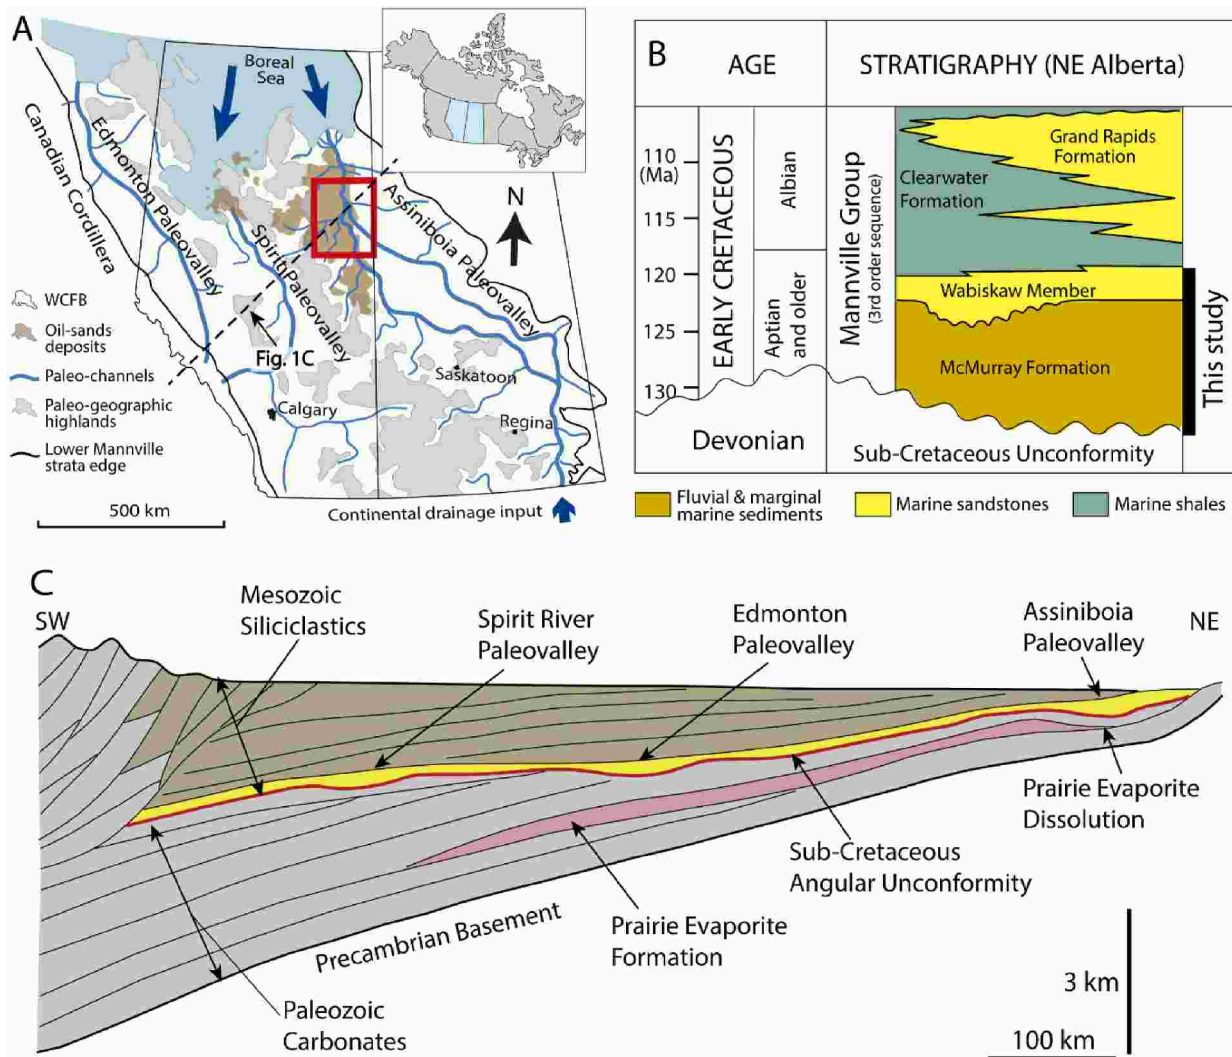 A
Boreal
Sea
Canadian Cordillera
Edmonton Paleovalley
Spirit Paleovalley
Assiniboia Paleovalley
N
Fig. 1C
Saskatoon
Calgary
Regina
WCFB
Oil-sands
deposits
Paleo-channels
Paleo-geographic
highlands
Lower Mannville
strata edge
500 km
Continental drainage input
B
AGE
STRATIGRAPHY (NE Alberta)
110
(Ma)
115
120
125
130
EARLY CRETACEOUS
Albian
Aptian
and older
Mannville Group
(3rd order sequence)
Grand Rapids
Formation
Clearwater
Formation
Wabiskaw Member
McMurray Formation
This study
Devonian
Sub-Cretaceous Unconformity
Fluvial & marginal
marine sediments
Marine sandstones
Marine shales
C
SW
Mesozoic
Siliciclastics
Spirit River
Paleovalley
Edmonton
Paleovalley
Assiniboia
Paleovalley
NE
Prairie Evaporite
Dissolution
Sub-Cretaceous
Angular Unconformity
Prairie Evaporite
Formation
Precambrian Basement
Paleozoic
Carbonates
3 km
100 km